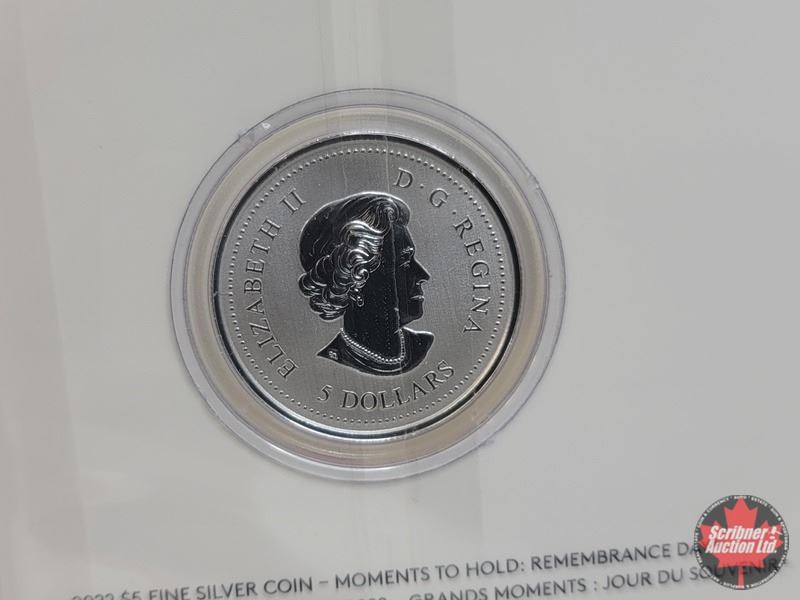 ELIZABETH II D·G·REGINA
5 DOLLARS
$5 FINE SILVER COIN – MOMENTS TO HOLD: REMEMBRANCE
GRANDS MOMENTS : JOUR DU SOUVENIR
Scribner
Auction Ltd.